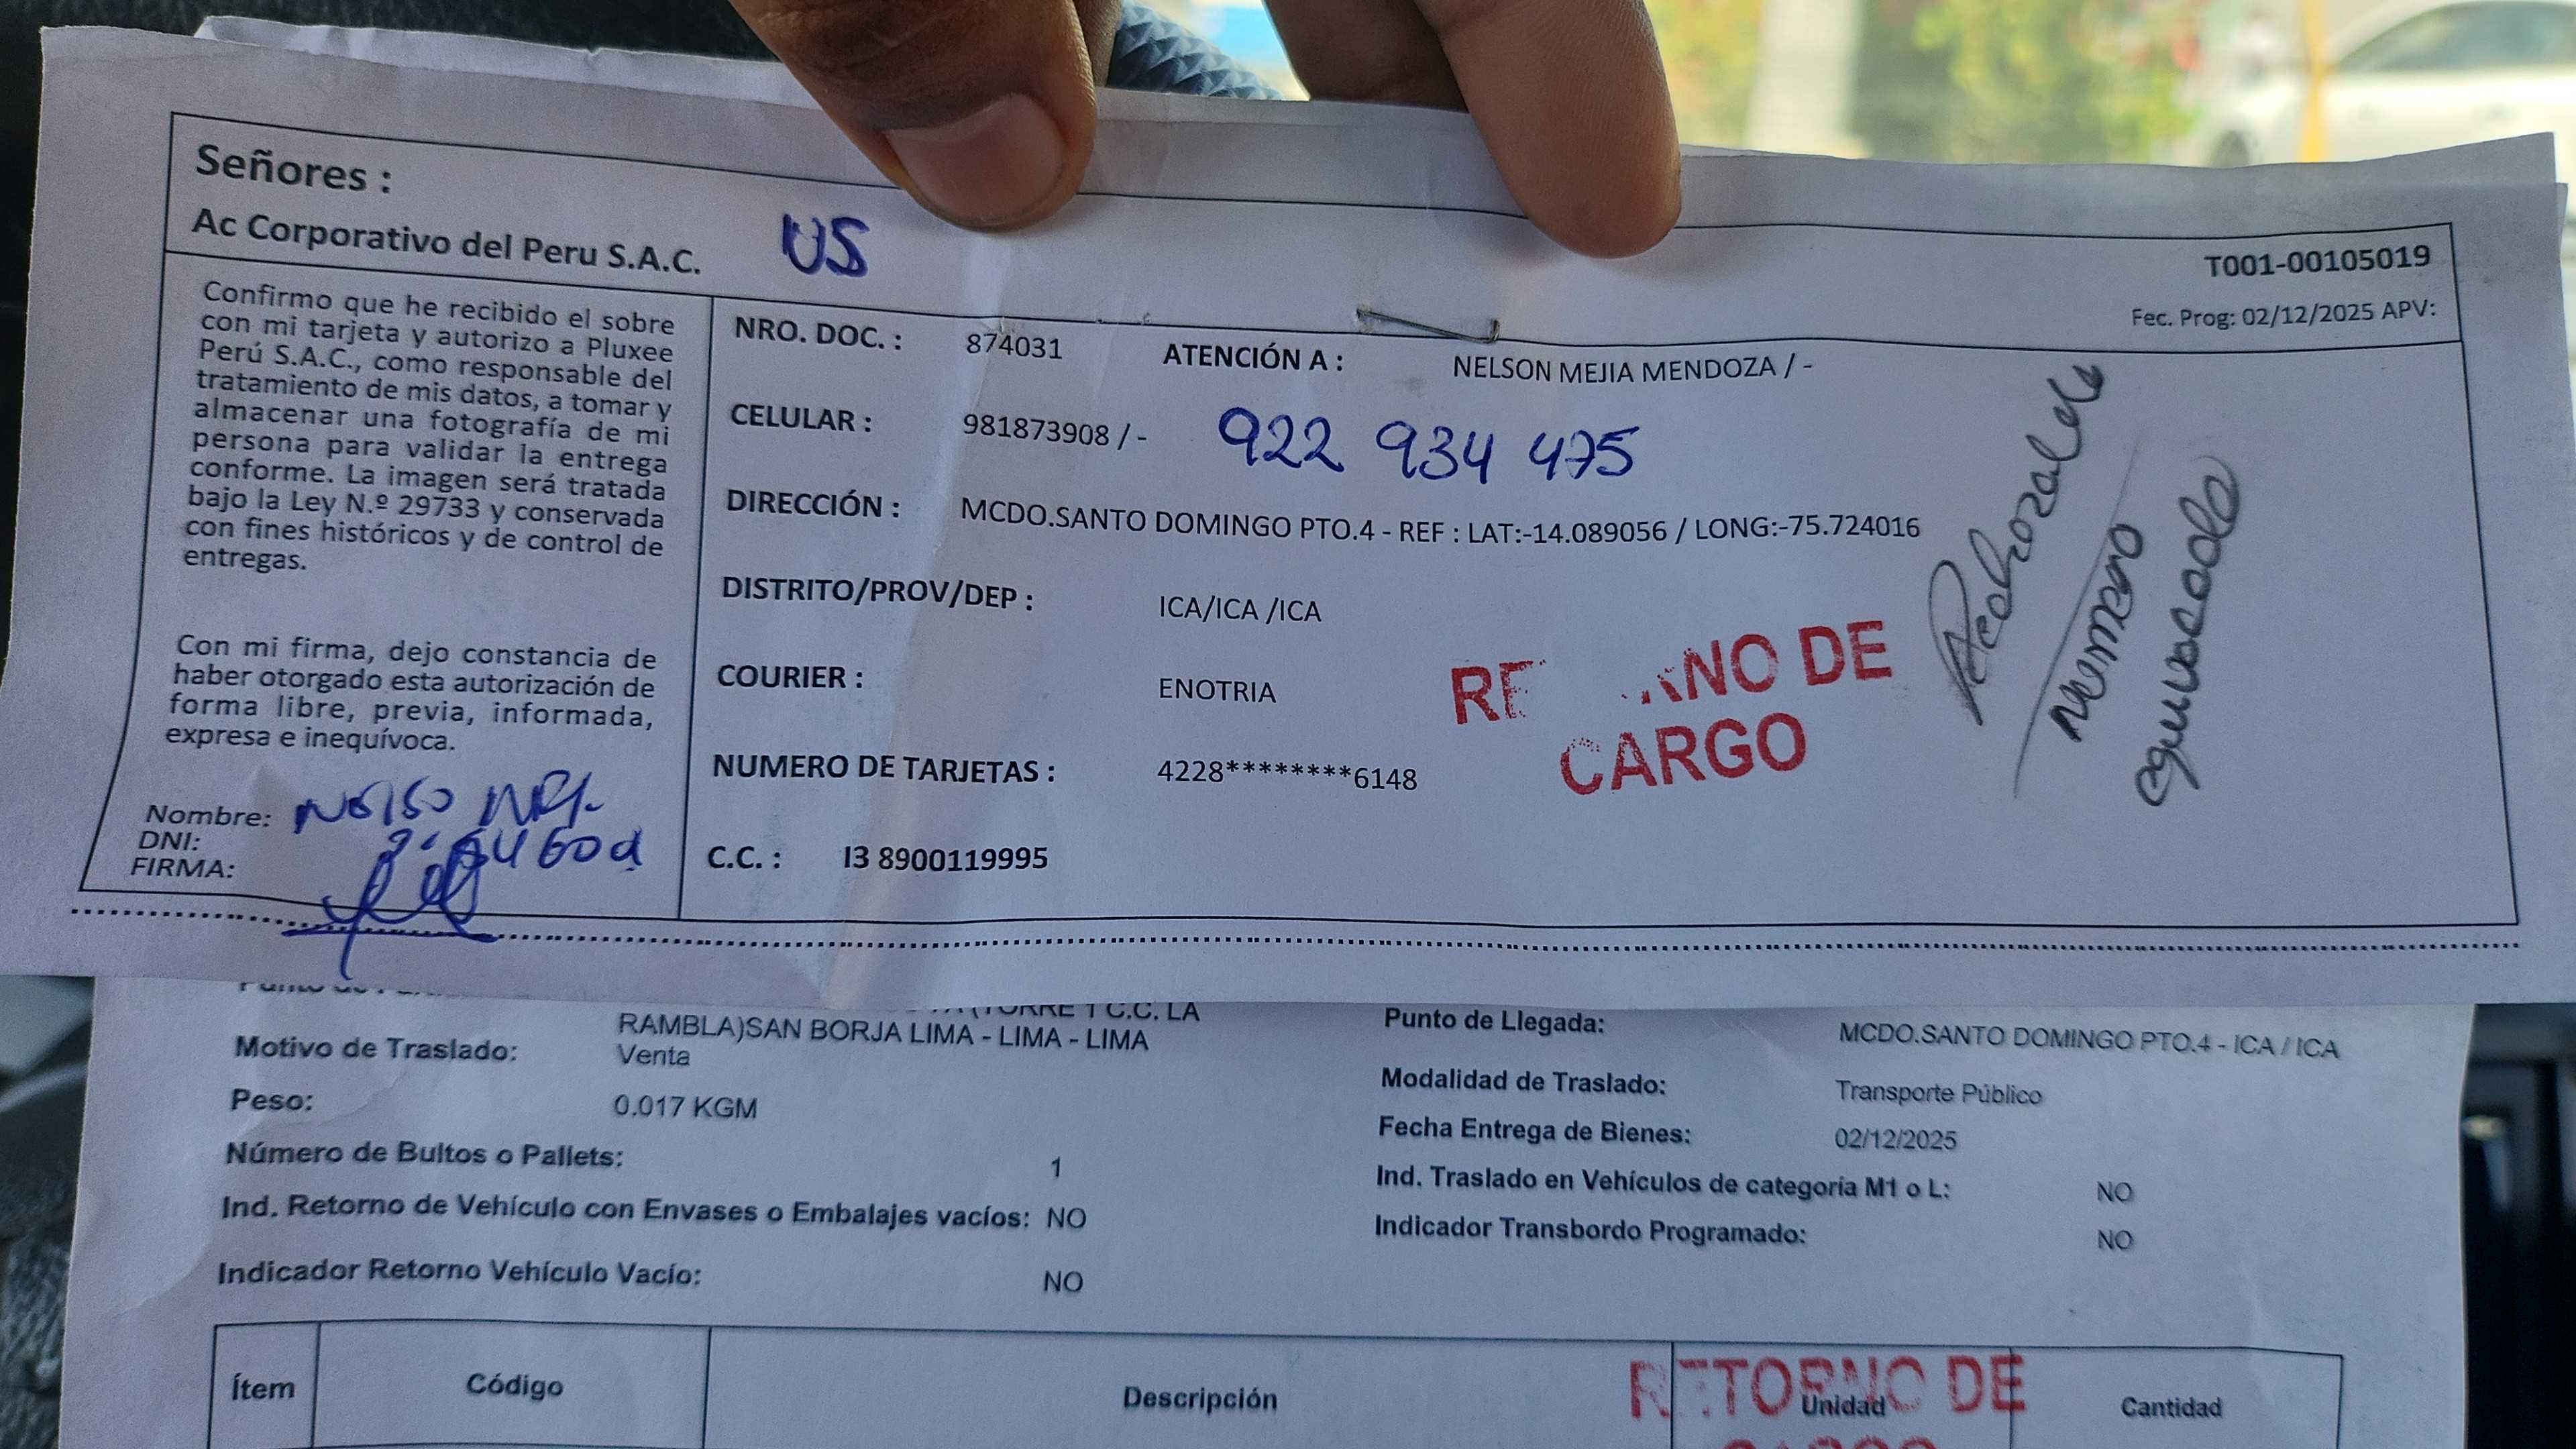 Señores :
Ac Corporativo del Peru S.A.C.
US
T001-00105019
Fec. Prog: 02/12/2025 APV:
Confirmo que he recibido el sobre
con mi tarjeta y autorizo a Pluxee
Perú S.A.C., como responsable del
tratamiento de mis datos, a tomar y
almacenar una fotografía de mi
persona para validar la entrega
conforme. La imagen será tratada
bajo la Ley N.º 29733 y conservada
con fines históricos y de control de
entregas.
Con mi firma, dejo constancia de
haber otorgado esta autorización de
forma libre, previa, informada,
expresa e inequívoca.
Nombre:
DNI:
FIRMA:
NRO. DOC. : 874031 ATENCIÓN A : NELSON MEJIA MENDOZA / -
CELULAR : 981873908 / - 922 934 475
DIRECCIÓN : MCDO.SANTO DOMINGO PTO.4 - REF : LAT:-14.089056 / LONG:-75.724016
DISTRITO/PROV/DEP : ICA/ICA /ICA
COURIER : ENOTRIA
NUMERO DE TARJETAS : 4228********6148
C.C. : I3 8900119995
RETORNO DE
CARGO
numero
(TORRE 1 C.C. LA
RAMBLA)SAN BORJA LIMA - LIMA - LIMA
Motivo de Traslado: Venta
Peso: 0.017 KGM
Número de Bultos o Pallets: 1
Ind. Retorno de Vehículo con Envases o Embalajes vacíos: NO
Indicador Retorno Vehículo Vacío: NO
Punto de Llegada: MCDO.SANTO DOMINGO PTO.4 - ICA / ICA
Modalidad de Traslado: Transporte Público
Fecha Entrega de Bienes: 02/12/2025
Ind. Traslado en Vehículos de categoría M1 o L: NO
Indicador Transbordo Programado: NO
Ítem Código Descripción Unidad Cantidad
RETORNO DE